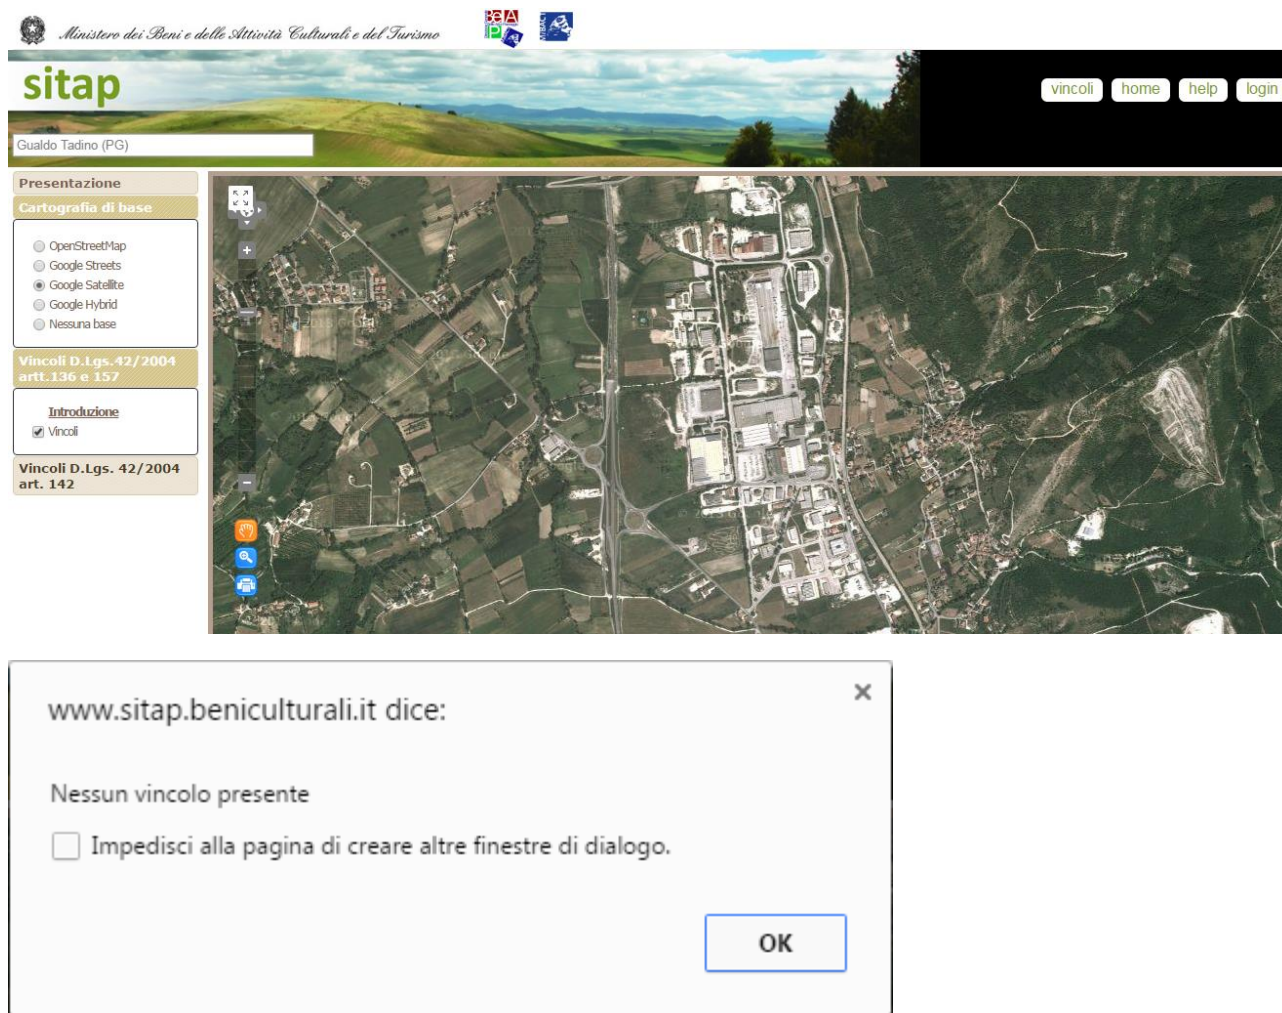 Ministero dei Beni e delle Attività Culturali e del Turismo
sitap
vincoli home help login
Gualdo Tadino (PG)
Presentazione
Cartografia di base
OpenStreetMap
Google Streets
Google Satellite
Google Hybrid
Nessuna base
Vincoli D.Lgs.42/2004
artt.136 e 157
Introduzione
Vincoli
Vincoli D.Lgs. 42/2004
art. 142
www.sitap.beniculturali.it dice:
Nessun vincolo presente
Impedisci alla pagina di creare altre finestre di dialogo.
OK